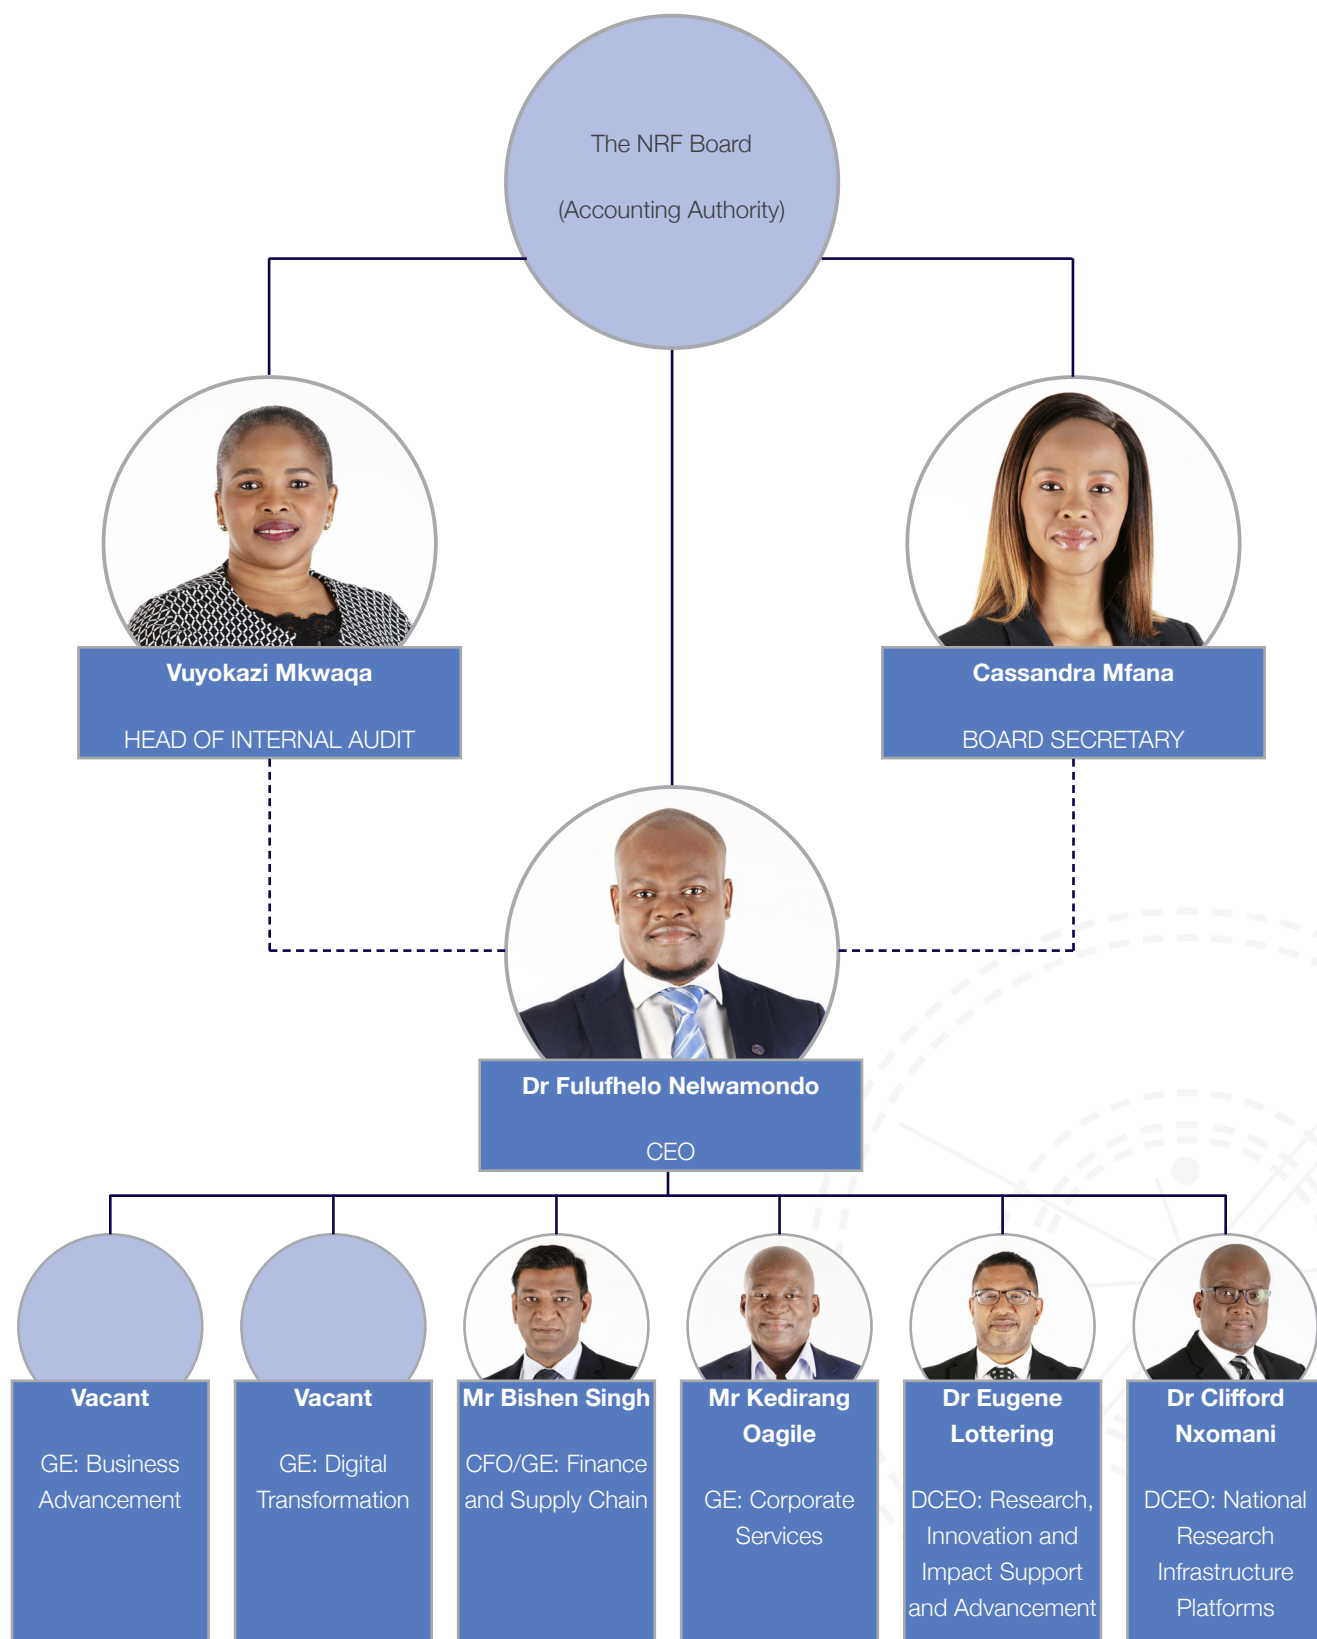 The NRF Board
(Accounting Authority)
Vuyokazi Mkwaqa
HEAD OF INTERNAL AUDIT
Cassandra Mfana
BOARD SECRETARY
Dr Fulufhelo Nelwamondo
CEO
Vacant
GE: Business
Advancement
Vacant
GE: Digital
Transformation
Mr Bishen Singh
CFO/GE: Finance
and Supply Chain
Mr Kedirang
Oagile
GE: Corporate
Services
Dr Eugene
Lottering
DCEO: Research,
Innovation and
Impact Support
and Advancement
Dr Clifford
Nxomani
DCEO: National
Research
Infrastructure
Platforms